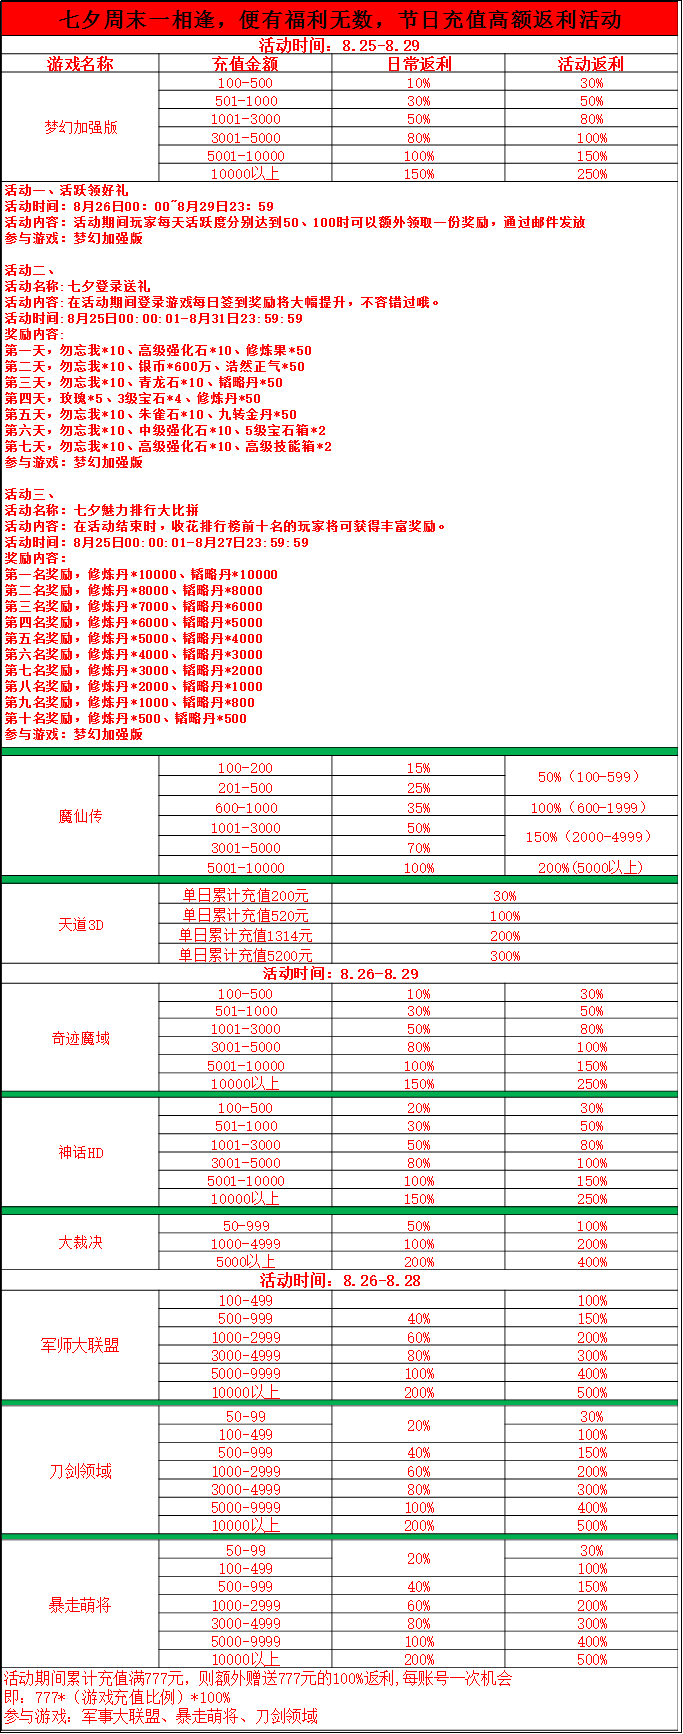 七夕周末一相逢，便有福利无数，节日充值高额返利活动
活动时间：8.25-8.29
游戏名称 充值金额 日常返利 活动返利
梦幻加强版
100-500 10% 30%
501-1000 30% 50%
1001-3000 50% 80%
3001-5000 80% 100%
5001-10000 100% 150%
10000以上 150% 250%
活动一、活跃领好礼
活动时间：8月26日00：00~8月29日23：59
活动内容：活动期间玩家每天活跃度分别达到50、100时可以额外领取一份奖励，通过邮件发放
参与游戏：梦幻加强版
活动二、
活动名称:七夕登录送礼
活动内容:在活动期间登录游戏每日签到奖励将大幅提升，不容错过哦。
活动时间:8月25日00:00:01-8月31日23:59:59
奖励内容:
第一天，勿忘我*10、高级强化石*10、修炼果*50
第二天，勿忘我*10、银币*600万、浩然正气*50
第三天，勿忘我*10、青龙石*10、韬略丹*50
第四天，玫瑰*5、3级宝石*4、修炼丹*50
第五天，勿忘我*10、朱雀石*10、九转金丹*50
第六天，勿忘我*10、中级强化石*10、5级宝石箱*2
第七天，勿忘我*10、高级强化石*10、高级技能箱*2
参与游戏：梦幻加强版
活动三、
活动名称：七夕魅力排行大比拼
活动内容：在活动结束时，收花排行榜前十名的玩家将可获得丰富奖励。
活动时间：8月25日00:00:01-8月27日23:59:59
奖励内容：
第一名奖励，修炼丹*10000、韬略丹*10000
第二名奖励，修炼丹*8000、韬略丹*8000
第三名奖励，修炼丹*7000、韬略丹*6000
第四名奖励，修炼丹*6000、韬略丹*5000
第五名奖励，修炼丹*5000、韬略丹*4000
第六名奖励，修炼丹*4000、韬略丹*3000
第七名奖励，修炼丹*3000、韬略丹*2000
第八名奖励，修炼丹*2000、韬略丹*1000
第九名奖励，修炼丹*1000、韬略丹*800
第十名奖励，修炼丹*500、韬略丹*500
参与游戏：梦幻加强版
魔仙传
100-200 15% 50%（100-599）
201-500 25%
600-1000 35% 100%（600-1999）
1001-3000 50% 150%（2000-4999）
3001-5000 70%
5001-10000 100% 200%(5000以上)
天道3D
单日累计充值200元 30%
单日累计充值520元 100%
单日累计充值1314元 200%
单日累计充值5200元 300%
活动时间：8.26-8.29
奇迹魔域
100-500 10% 30%
501-1000 30% 50%
1001-3000 50% 80%
3001-5000 80% 100%
5001-10000 100% 150%
10000以上 150% 250%
神话HD
100-500 20% 30%
501-1000 30% 50%
1001-3000 50% 80%
3001-5000 80% 100%
5001-10000 100% 150%
10000以上 150% 250%
大裁决
50-999 50% 100%
1000-4999 100% 200%
5000以上 200% 400%
活动时间：8.26-8.28
军师大联盟
100-499 100%
500-999 40% 150%
1000-2999 60% 200%
3000-4999 80% 300%
5000-9999 100% 400%
10000以上 200% 500%
刀剑领域
50-99 20% 30%
100-499 100%
500-999 40% 150%
1000-2999 60% 200%
3000-4999 80% 300%
5000-9999 100% 400%
10000以上 200% 500%
暴走萌将
50-99 20% 30%
100-499 100%
500-999 40% 150%
1000-2999 60% 200%
3000-4999 80% 300%
5000-9999 100% 400%
10000以上 200% 500%
活动期间累计充值满777元，则额外赠送777元的100%返利,每账号一次机会
即：777*（游戏充值比例）*100%
参与游戏：军事大联盟、暴走萌将、刀剑领域